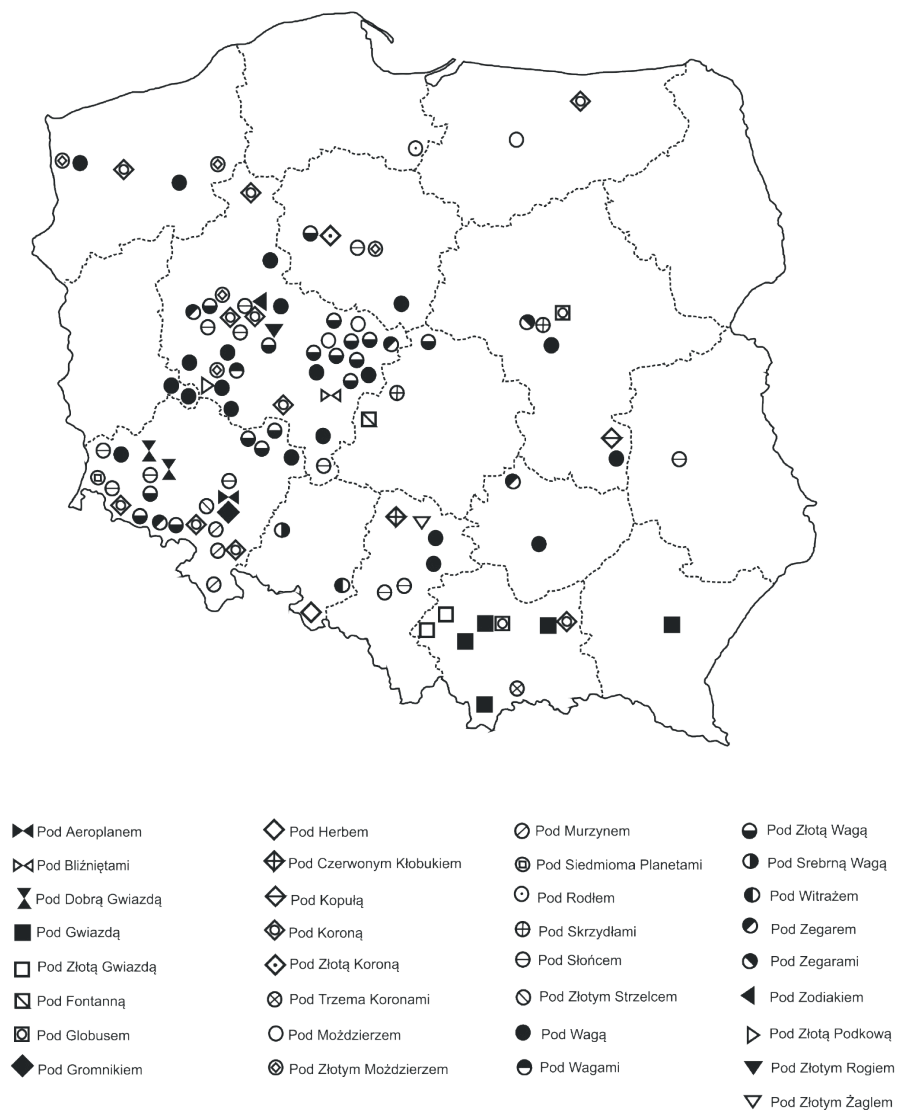 Pod Aeroplanem
Pod Bliźniętami
Pod Dobrą Gwiazdą
Pod Gwiazdą
Pod Złotą Gwiazdą
Pod Fontanną
Pod Globusem
Pod Gromnikiem
Pod Herbem
Pod Czerwonym Kłobukiem
Pod Kopułą
Pod Koroną
Pod Złotą Koroną
Pod Trzema Koronami
Pod Możdzierzem
Pod Złotym Możdzierzem
Pod Murzynem
Pod Siedmioma Planetami
Pod Rodłem
Pod Skrzydłami
Pod Słońcem
Pod Złotym Strzelcem
Pod Wagą
Pod Wagami
Pod Złotą Wagą
Pod Srebrną Wagą
Pod Witrażem
Pod Zegarem
Pod Zegarami
Pod Zodiakiem
Pod Złotą Podkową
Pod Złotym Rogiem
Pod Złotym Żaglem